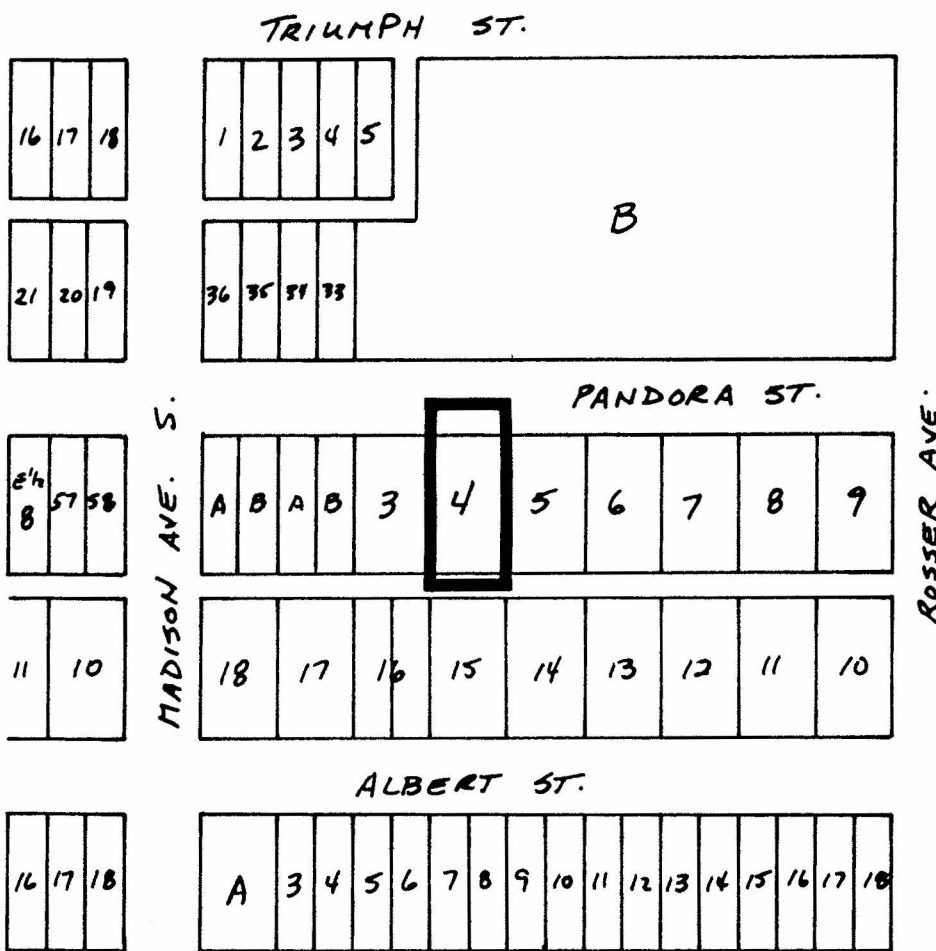 TRIUMPH ST.
16 17 18 1 2 3 4 5
B
21 20 19 36 35 34 33
PANDORA ST.
MADISON AVE. S.
ROSSER AVE.
E½ 8 57 58 A B A B 3 4 5 6 7 8 9
11 10 18 17 16 15 14 13 12 11 10
ALBERT ST.
16 17 18 A 3 4 5 6 7 8 9 10 11 12 13 14 15 16 17 18